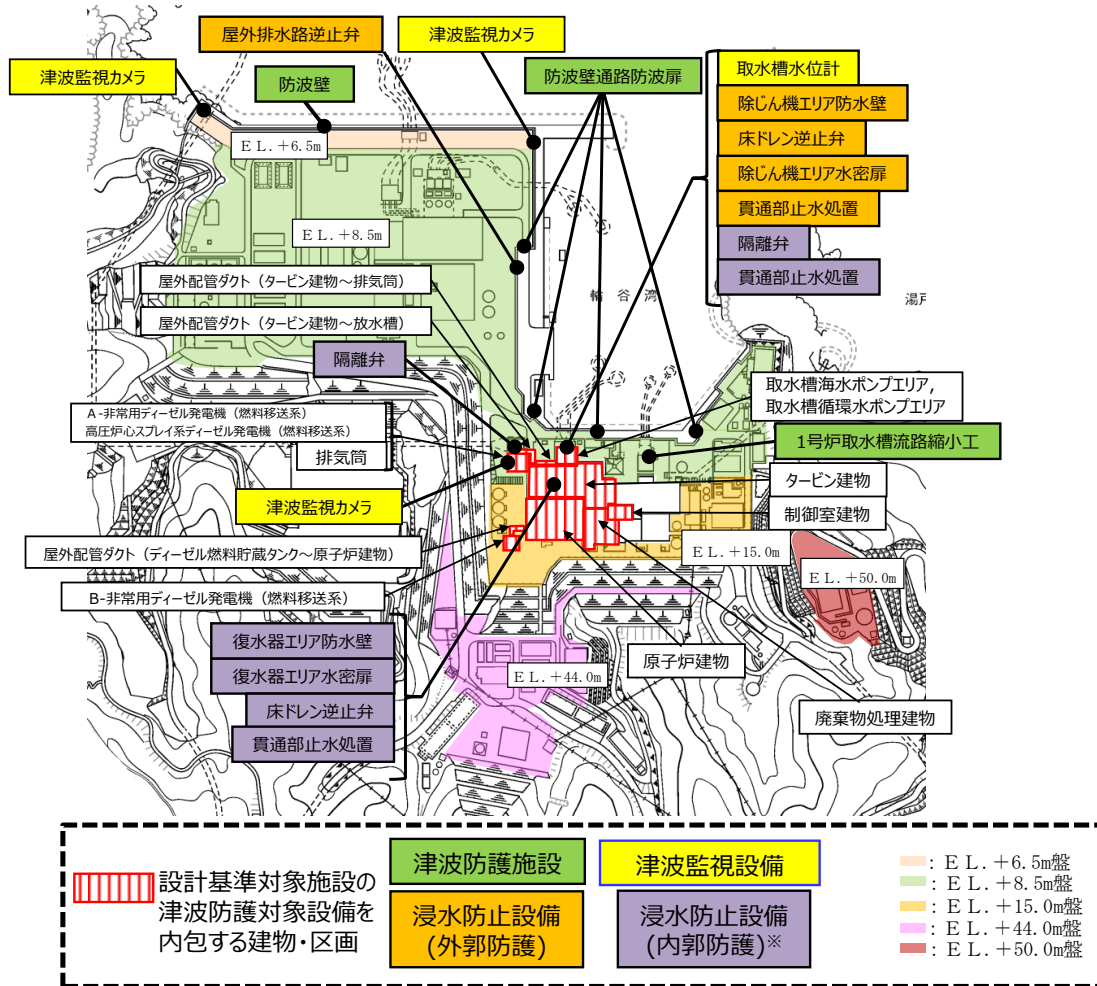 屋外排水路逆止弁
津波監視カメラ
津波監視カメラ
防波壁
防波壁通路防波扉
取水槽水位計
除じん機エリア防水壁
床ドレン逆止弁
除じん機エリア水密扉
貫通部止水処置
隔離弁
貫通部止水処置
EL.+6.5m
EL.+8.5m
輪谷湾
屋外配管ダクト（タービン建物～排気筒）
屋外配管ダクト（タービン建物～放水槽）
隔離弁
取水槽海水ポンプエリア，
取水槽循環水ポンプエリア
A-非常用ディーゼル発電機（燃料移送系）
高圧炉心スプレイ系ディーゼル発電機（燃料移送系）
排気筒
1号炉取水槽流路縮小工
タービン建物
津波監視カメラ
制御室建物
屋外配管ダクト（ディーゼル燃料貯蔵タンク～原子炉建物）
EL.+15.0m
EL.+50.0m
B-非常用ディーゼル発電機（燃料移送系）
復水器エリア防水壁
復水器エリア水密扉
床ドレン逆止弁
貫通部止水処置
原子炉建物
EL.+44.0m
廃棄物処理建物
設計基準対象施設の
津波防護対象設備を
内包する建物・区画
津波防護施設
津波監視設備
浸水防止設備
(外郭防護)
浸水防止設備
(内郭防護)※
：EL.+6.5m盤
：EL.+8.5m盤
：EL.+15.0m盤
：EL.+44.0m盤
：EL.+50.0m盤